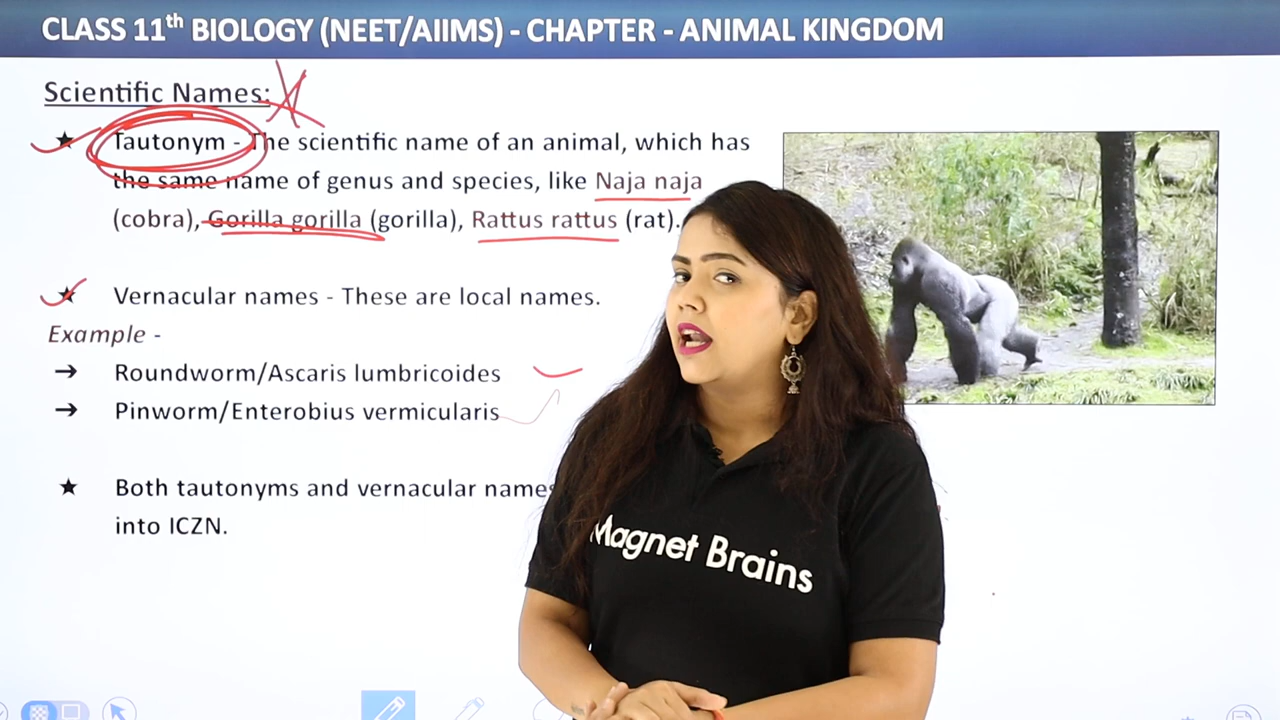 CLASS 11th BIOLOGY (NEET/AIIMS) - CHAPTER - ANIMAL KINGDOM
Scientific Names:
★ Tautonym - The scientific name of an animal, which has
the same name of genus and species, like Naja naja
(cobra), Gorilla gorilla (gorilla), Rattus rattus (rat).
★ Vernacular names - These are local names.
Example -
→ Roundworm/Ascaris lumbricoides
→ Pinworm/Enterobius vermicularis
★ Both tautonyms and vernacular names
into ICZN.
Magnet Brains